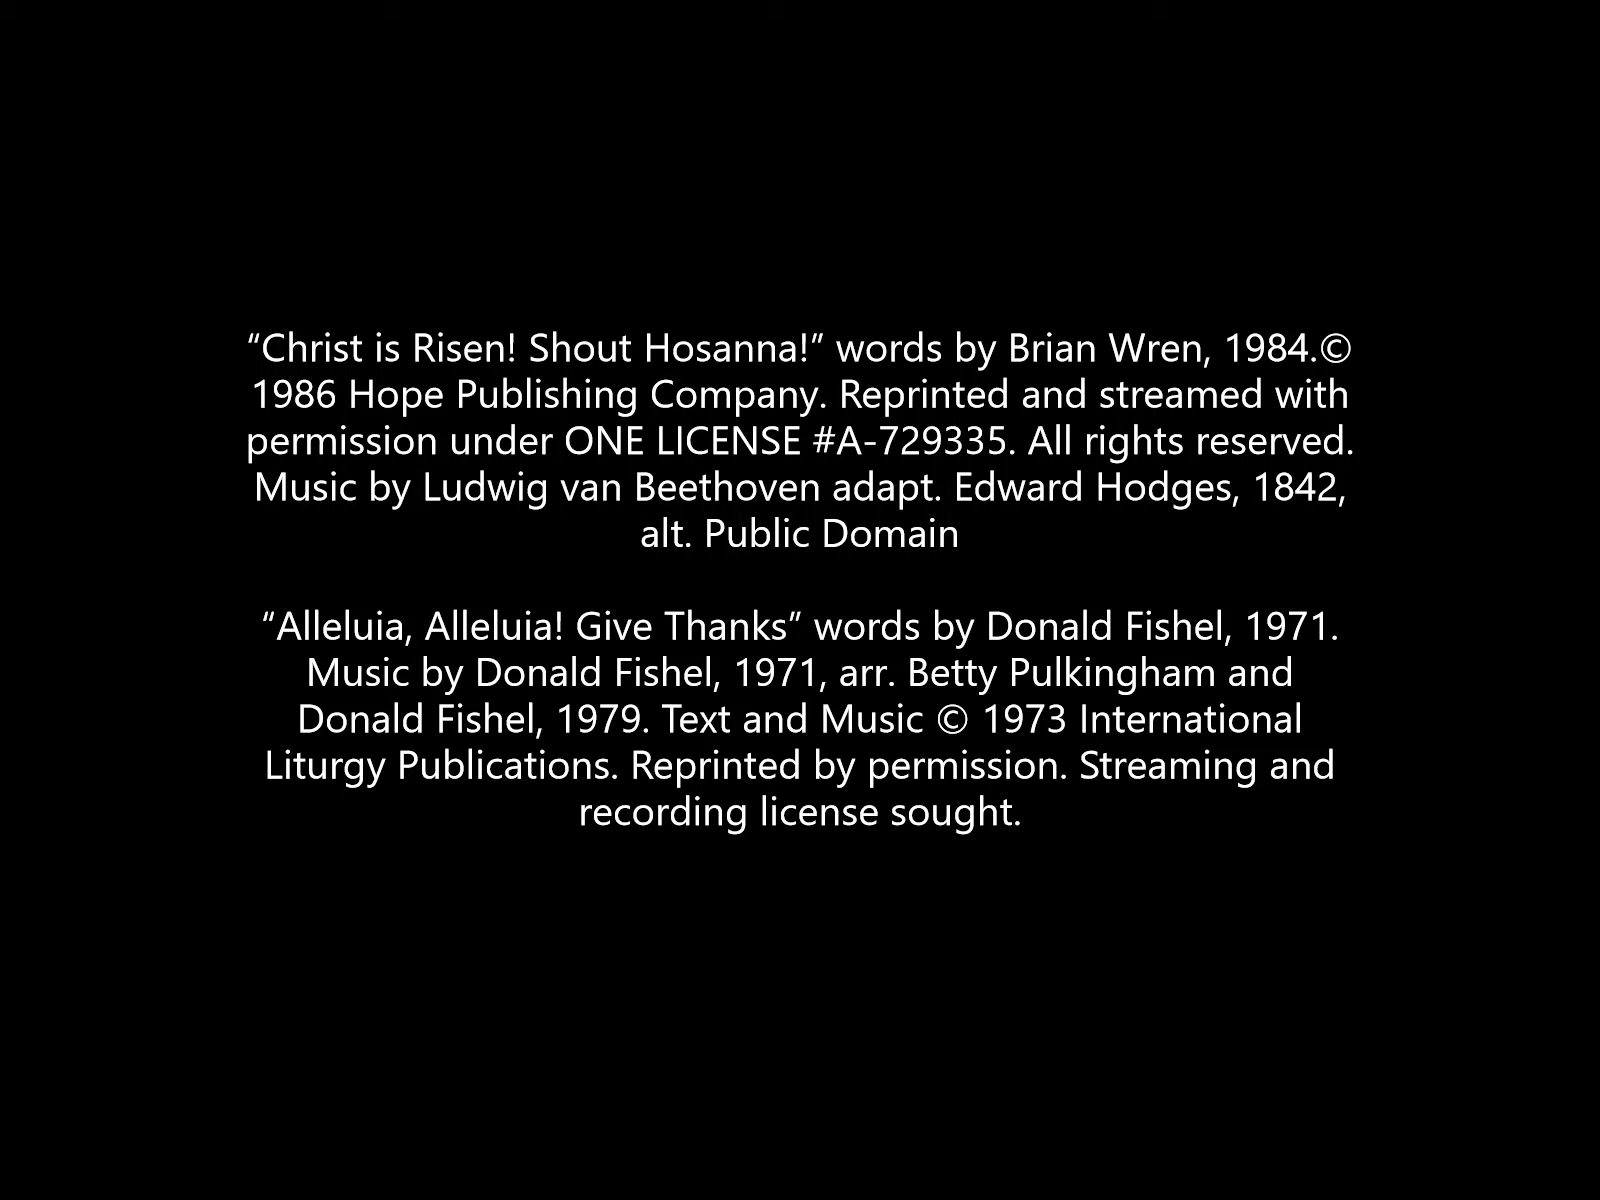 “Christ is Risen! Shout Hosanna!” words by Brian Wren, 1984.©
1986 Hope Publishing Company. Reprinted and streamed with
permission under ONE LICENSE #A-729335. All rights reserved.
Music by Ludwig van Beethoven adapt. Edward Hodges, 1842,
alt. Public Domain
“Alleluia, Alleluia! Give Thanks” words by Donald Fishel, 1971.
Music by Donald Fishel, 1971, arr. Betty Pulkingham and
Donald Fishel, 1979. Text and Music © 1973 International
Liturgy Publications. Reprinted by permission. Streaming and
recording license sought.